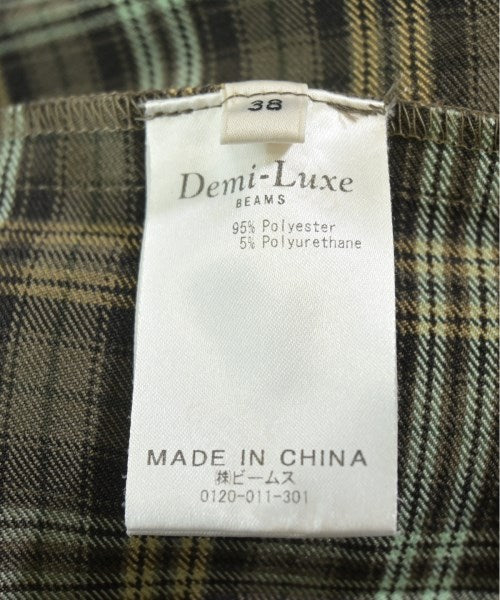 38
Demi-Luxe
BEAMS
95% Polyester
5% Polyurethane
MADE IN CHINA
㈱ビームス
0120-011-301